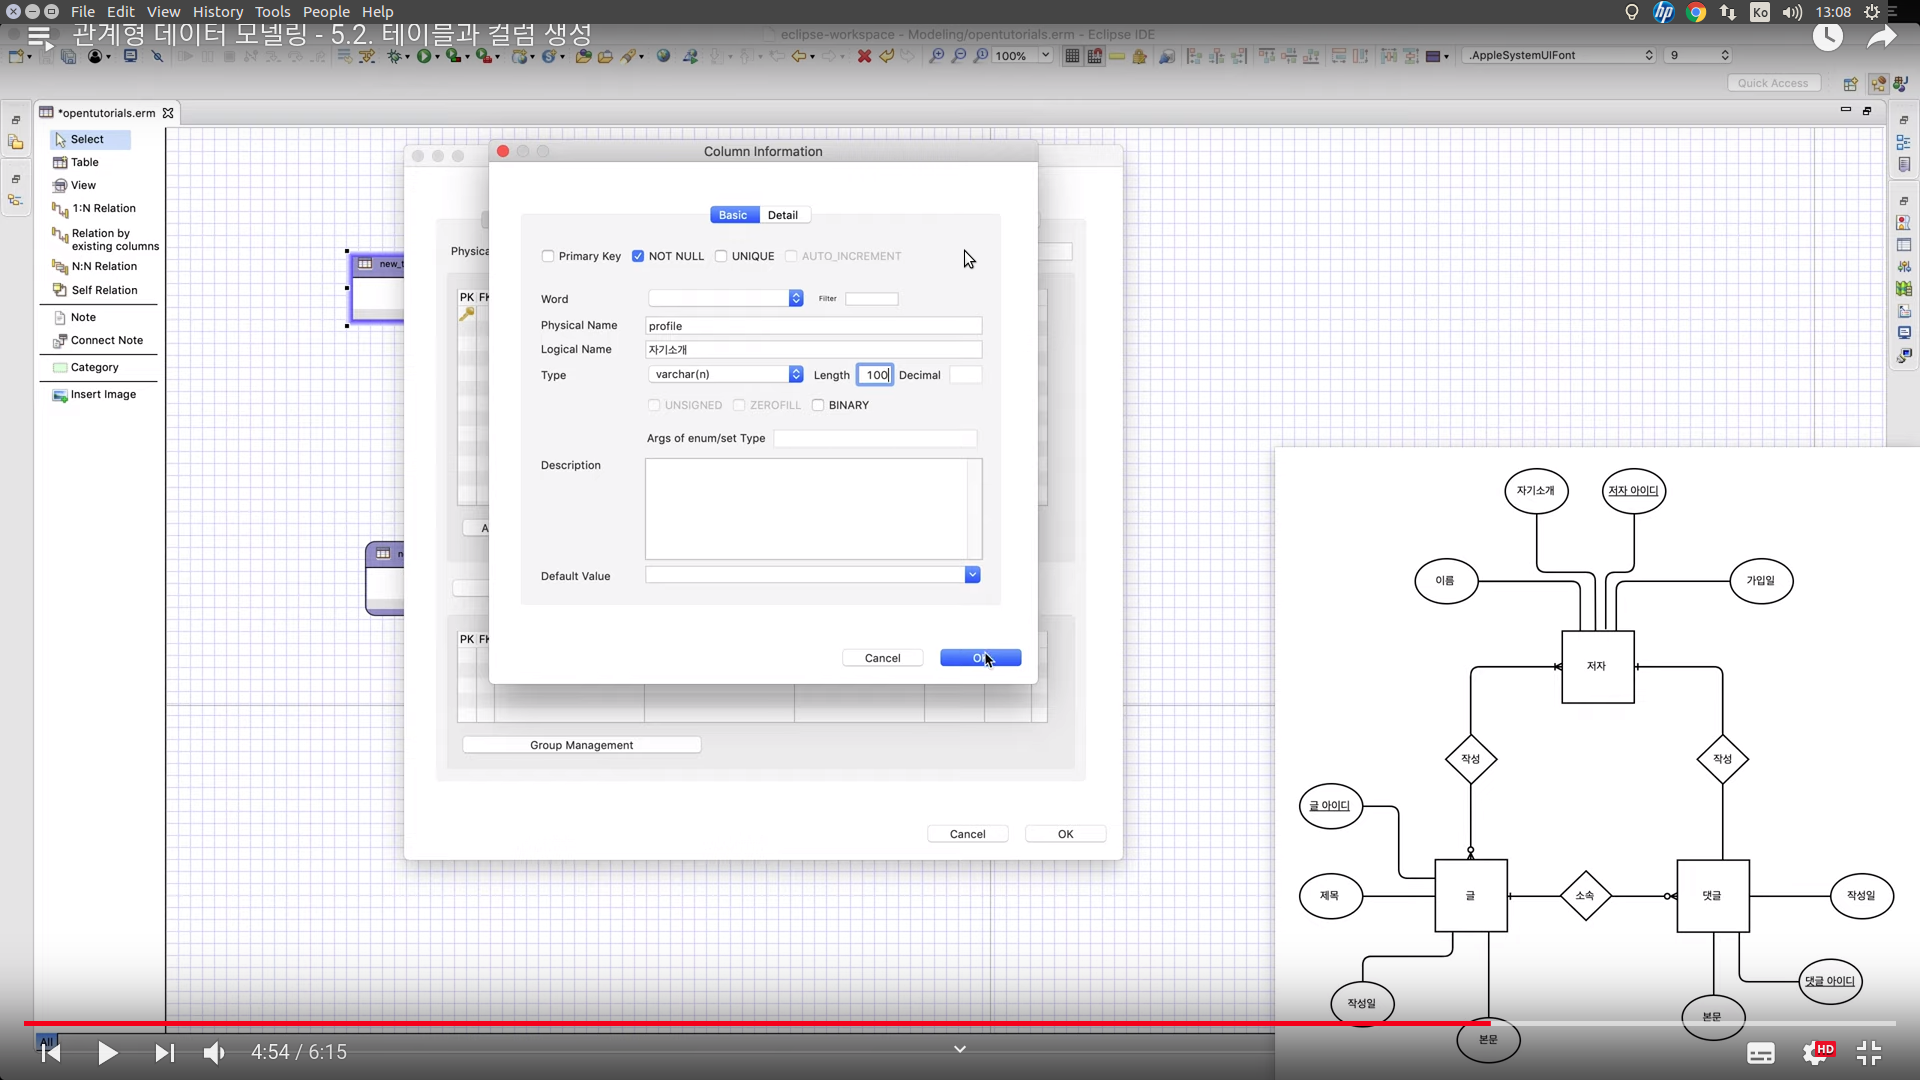 File Edit View History Tools People Help
Ko
13:08
관계형 데이터 모델링 - 5.2. 테이블과 컬럼 생성
eclipse-workspace - Modeling/opentutorials.erm - Eclipse IDE
100%
.AppleSystemUIFont
9
Quick Access
*opentutorials.erm
Select
Table
View
1:N Relation
Relation by
existing columns
N:N Relation
Self Relation
Note
Connect Note
Category
Insert Image
new_t
n
Physica
PK FK
A
PK FK
Group Management
Cancel
OK
Column Information
Basic
Detail
Primary Key
NOT NULL
UNIQUE
AUTO_INCREMENT
Word
Filter
Physical Name
profile
Logical Name
자기소개
Type
varchar(n)
Length
100
Decimal
UNSIGNED
ZEROFILL
BINARY
Args of enum/set Type
Description
Default Value
Cancel
자기소개
저자 아이디
이름
가입일
저자
작성
작성
글 아이디
제목
글
소속
댓글
작성일
댓글 아이디
작성일
본문
본문
All
4:54 / 6:15
HD